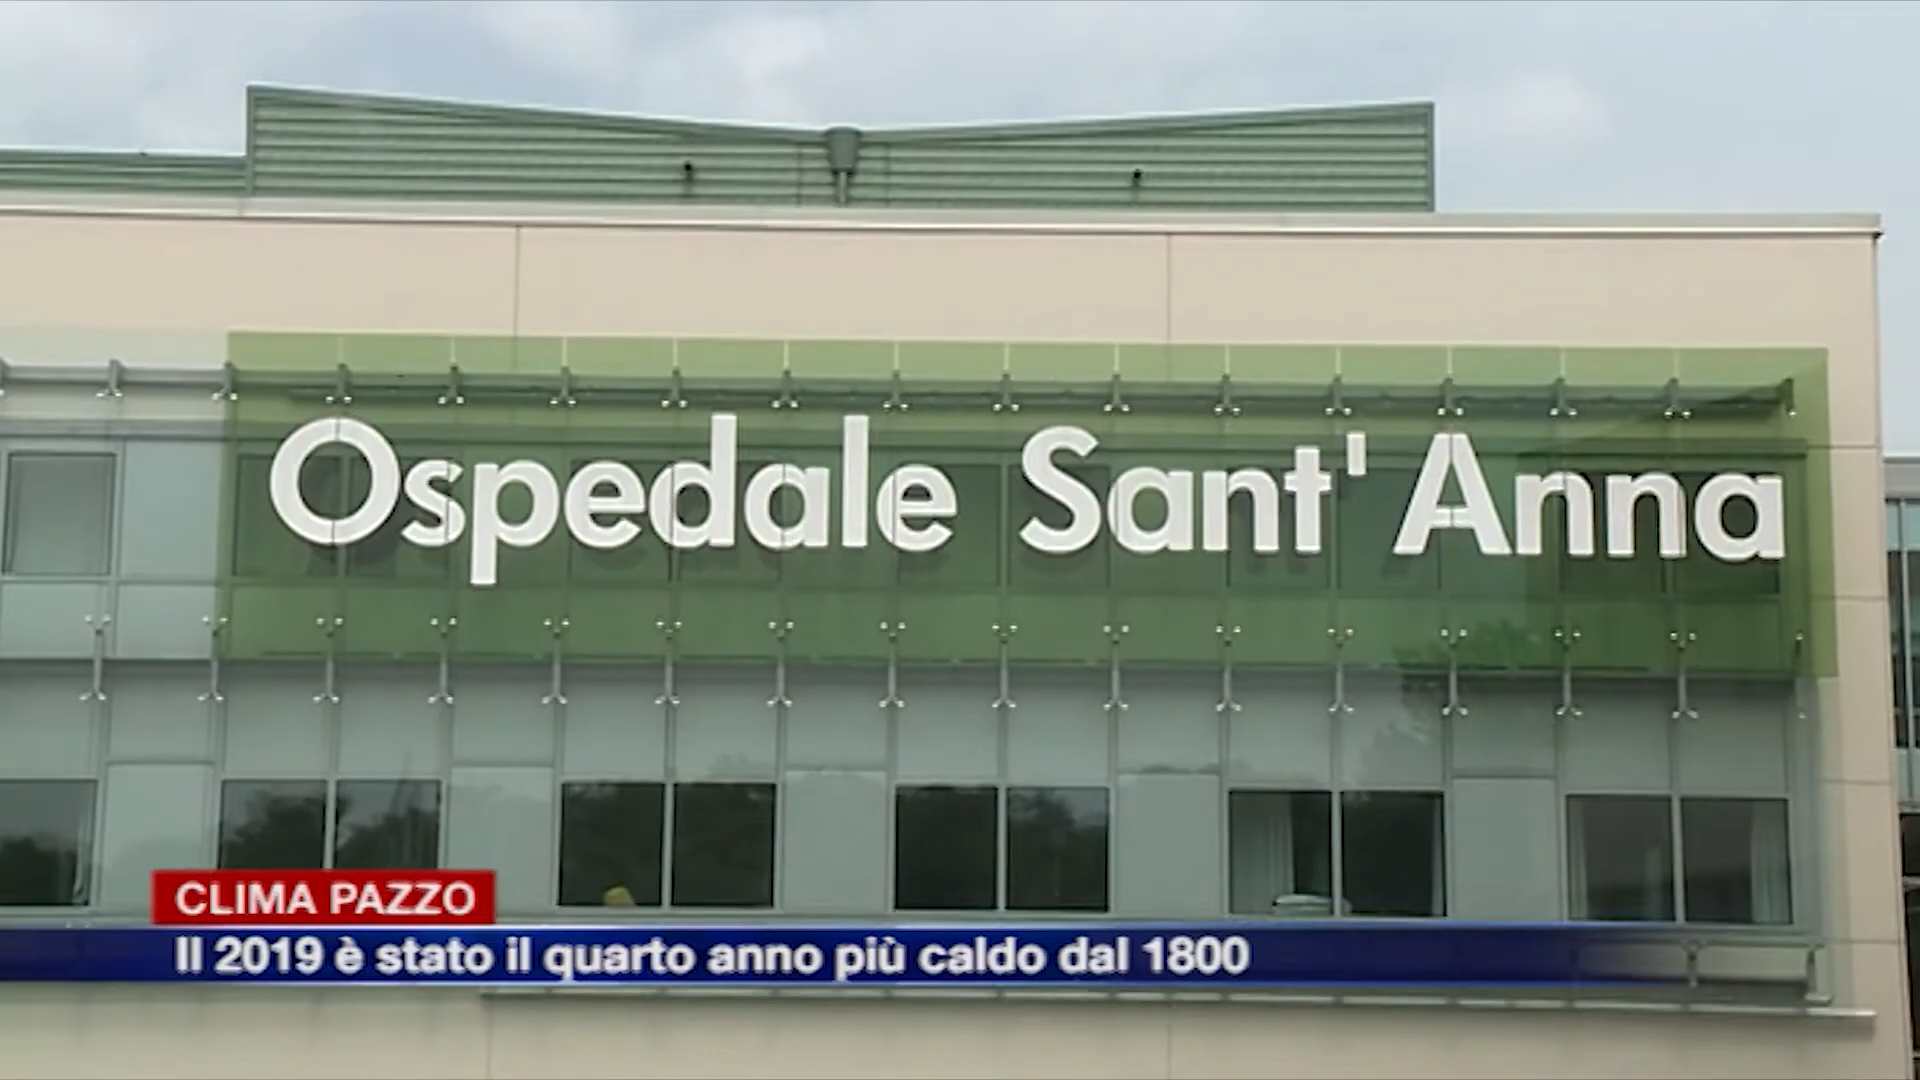 Ospedale Sant'Anna
CLIMA PAZZO
Il 2019 è stato il quarto anno più caldo dal 1800